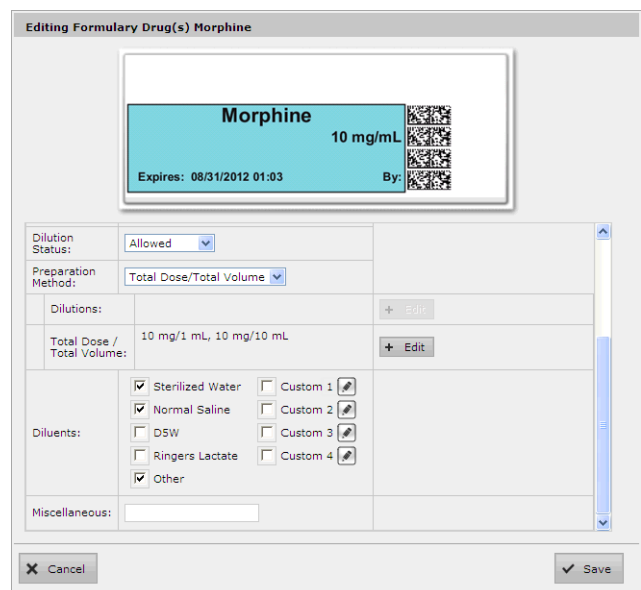 Editing Formulary Drug(s) Morphine
Morphine
10 mg/mL
Expires: 08/31/2012 01:03 By:
Dilution Status: Allowed
Preparation Method: Total Dose/Total Volume
Dilutions: + Edit
Total Dose / Total Volume: 10 mg/1 mL, 10 mg/10 mL + Edit
Diluents:
Sterilized Water Custom 1
Normal Saline Custom 2
D5W Custom 3
Ringers Lactate Custom 4
Other
Miscellaneous:
Cancel Save